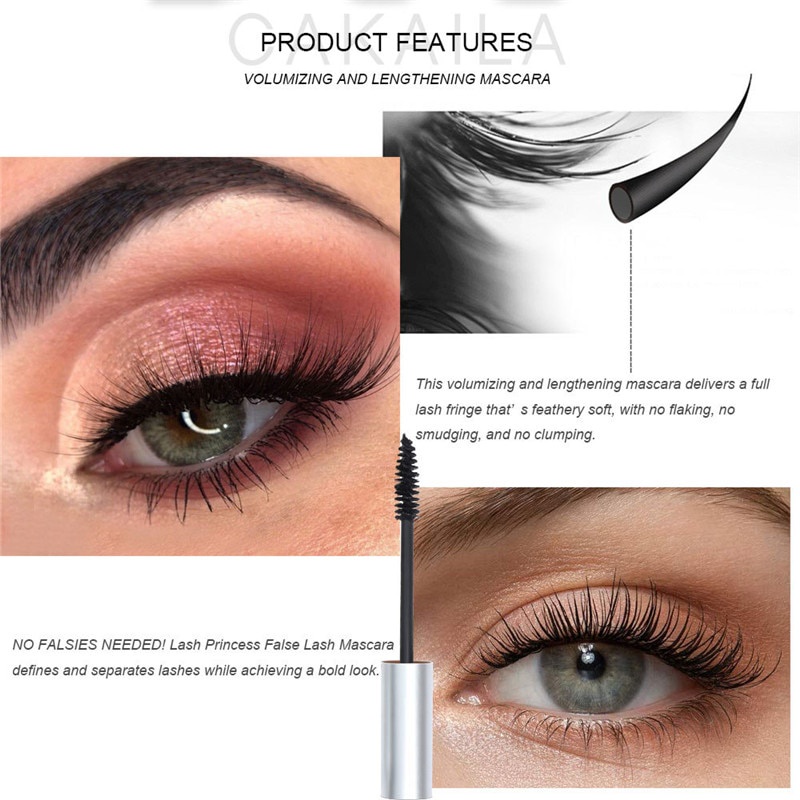 CAKAILA
PRODUCT FEATURES
VOLUMIZING AND LENGTHENING MASCARA
This volumizing and lengthening mascara delivers a full
lash fringe that' s feathery soft, with no flaking, no
smudging, and no clumping.
NO FALSIES NEEDED! Lash Princess False Lash Mascara
defines and separates lashes while achieving a bold look.